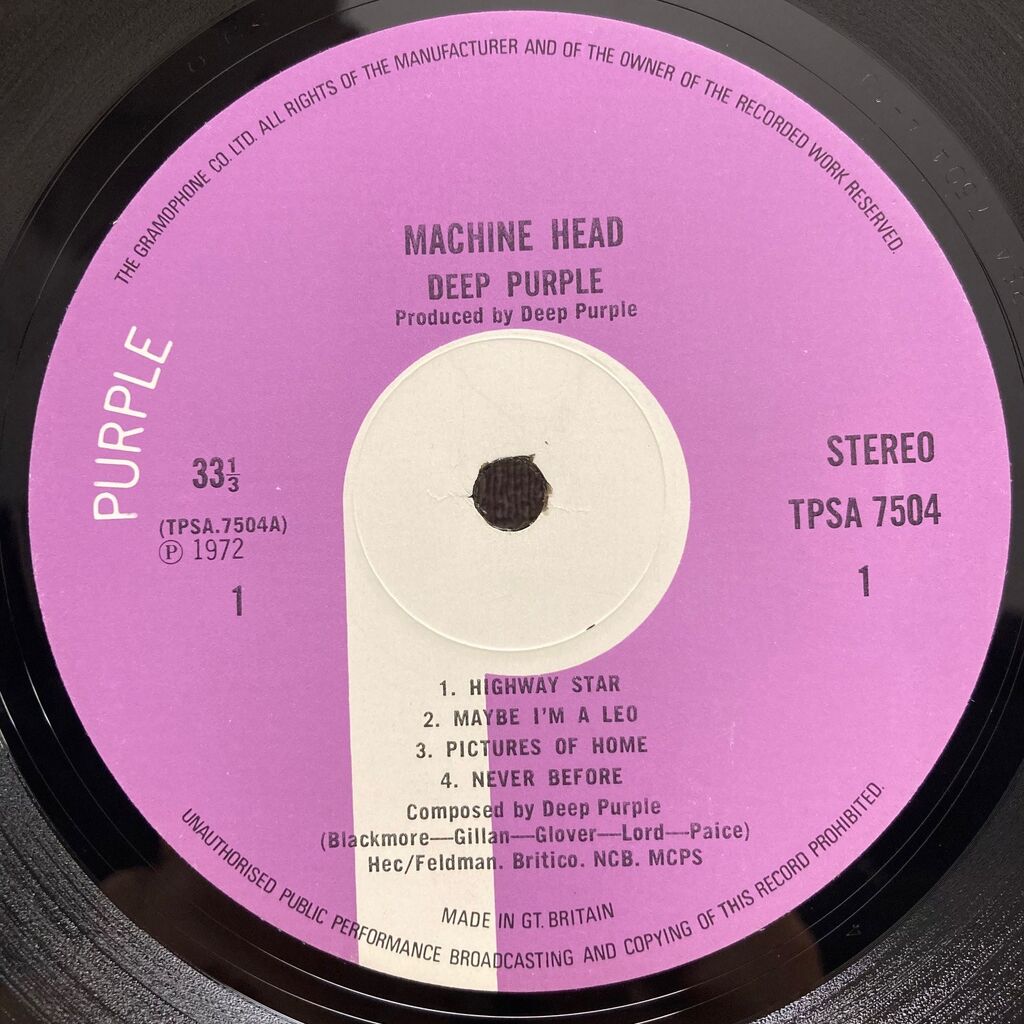 THE GRAMOPHONE CO. LTD. ALL RIGHTS OF THE MANUFACTURER AND OF THE OWNER OF THE RECORDED WORK RESERVED.
MACHINE HEAD
DEEP PURPLE
Produced by Deep Purple
PURPLE
33⅓
(TPSA.7504A)
Ⓟ 1972
1
STEREO
TPSA 7504
1
1. HIGHWAY STAR
2. MAYBE I'M A LEO
3. PICTURES OF HOME
4. NEVER BEFORE
Composed by Deep Purple
(Blackmore—Gillan—Glover—Lord—Paice)
Hec/Feldman. Britico. NCB. MCPS
MADE IN GT. BRITAIN
UNAUTHORISED PUBLIC PERFORMANCE BROADCASTING AND COPYING OF THIS RECORD PROHIBITED.